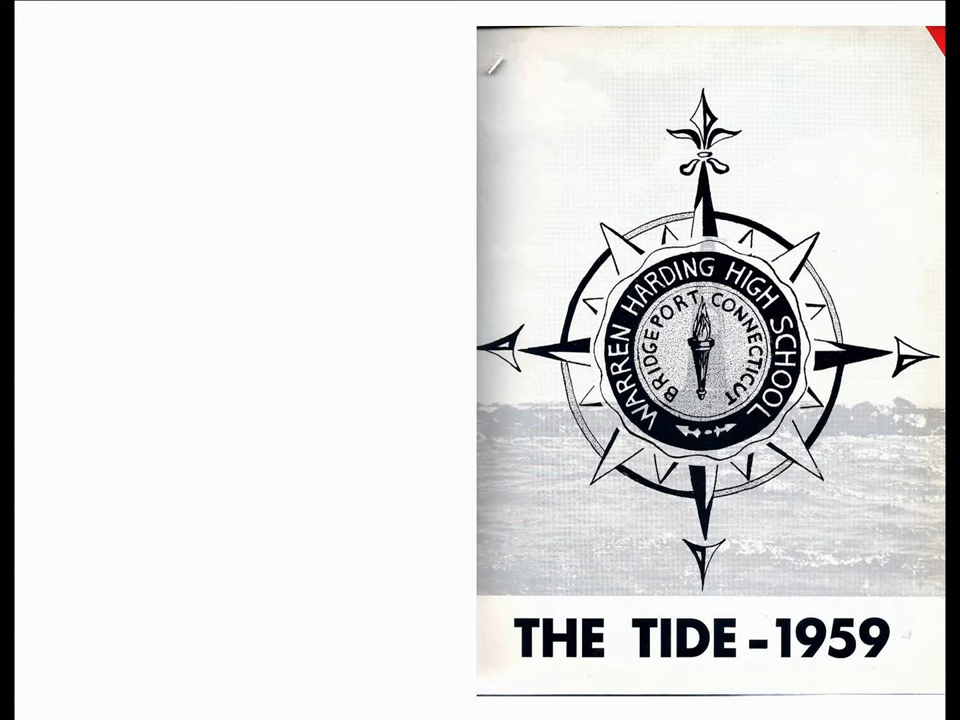 WARREN HARDING HIGH SCHOOL
BRIDGEPORT, CONNECTICUT
THE TIDE - 1959